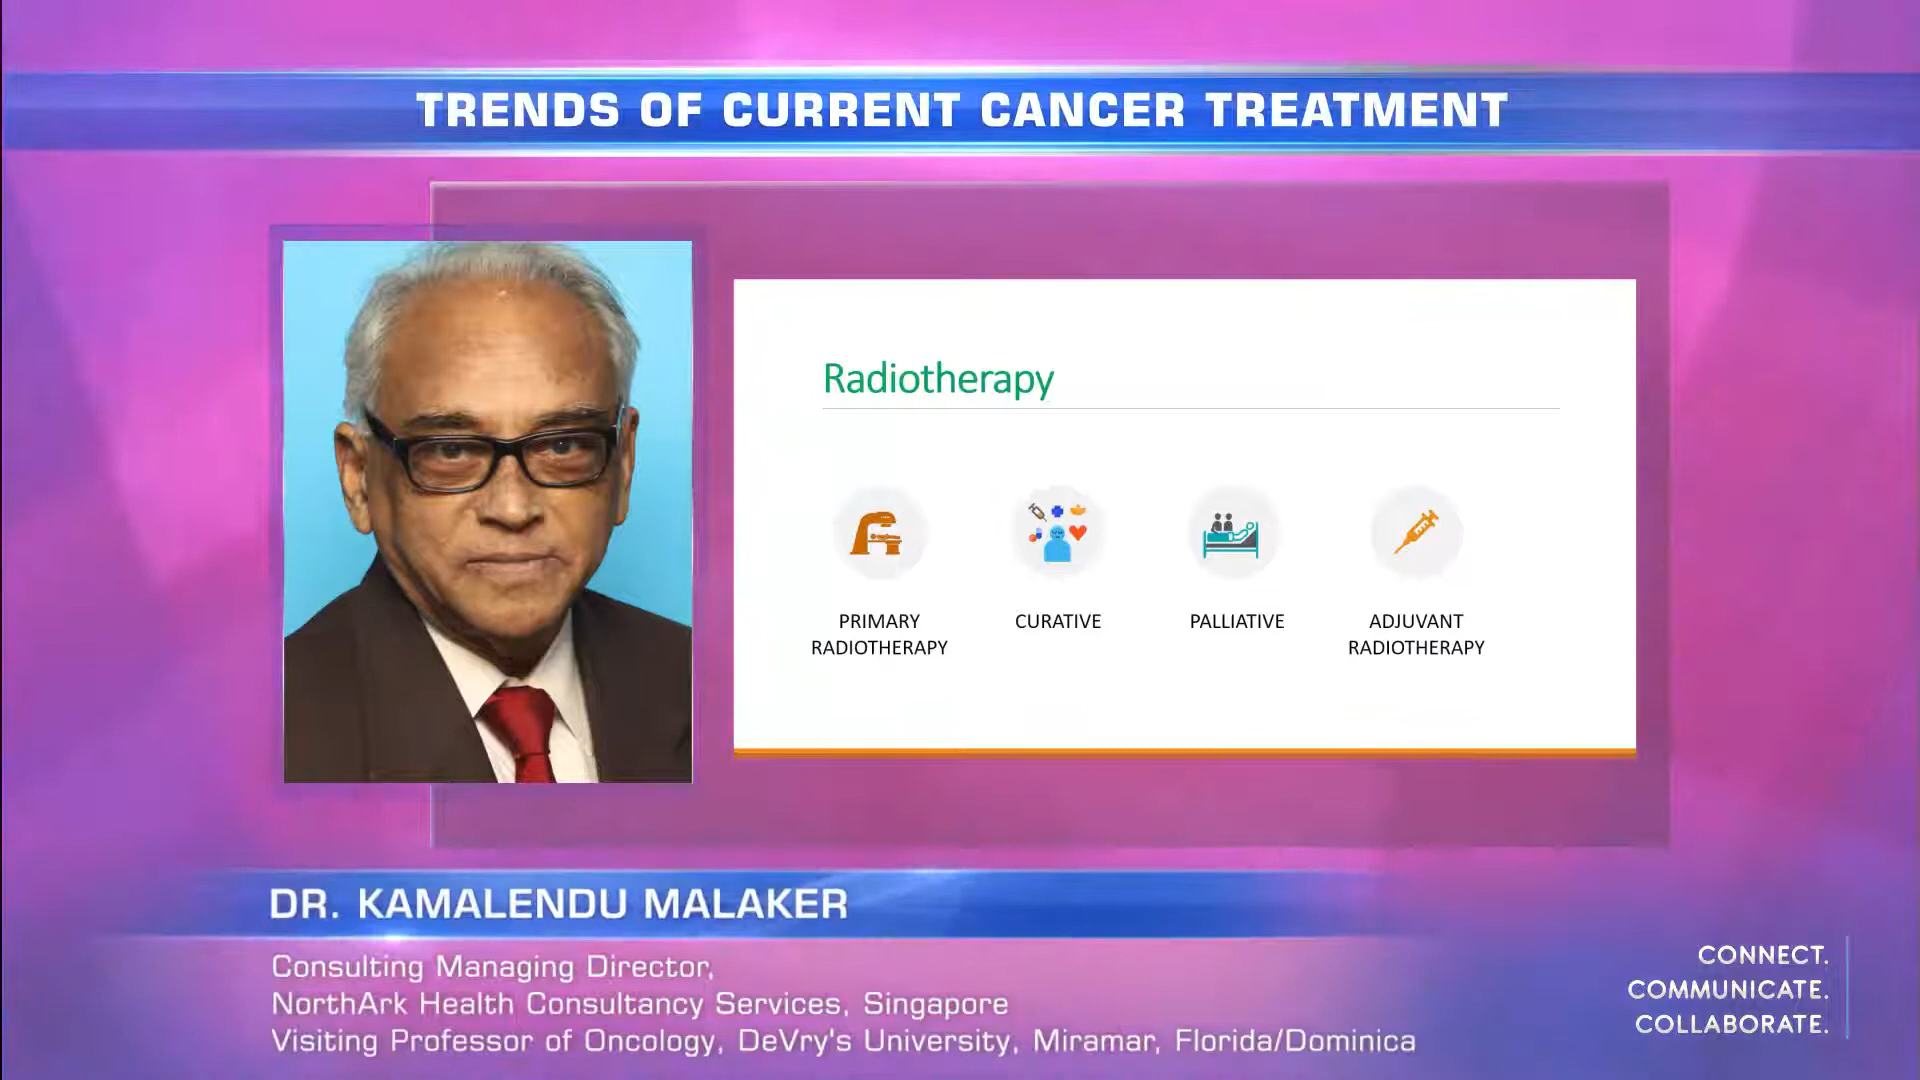 TRENDS OF CURRENT CANCER TREATMENT
Radiotherapy
PRIMARY
RADIOTHERAPY
CURATIVE
PALLIATIVE
ADJUVANT
RADIOTHERAPY
DR. KAMALENDU MALAKER
Consulting Managing Director,
NorthArk Health Consultancy Services, Singapore
Visiting Professor of Oncology, DeVry's University, Miramar, Florida/Dominica
CONNECT.
COMMUNICATE.
COLLABORATE.